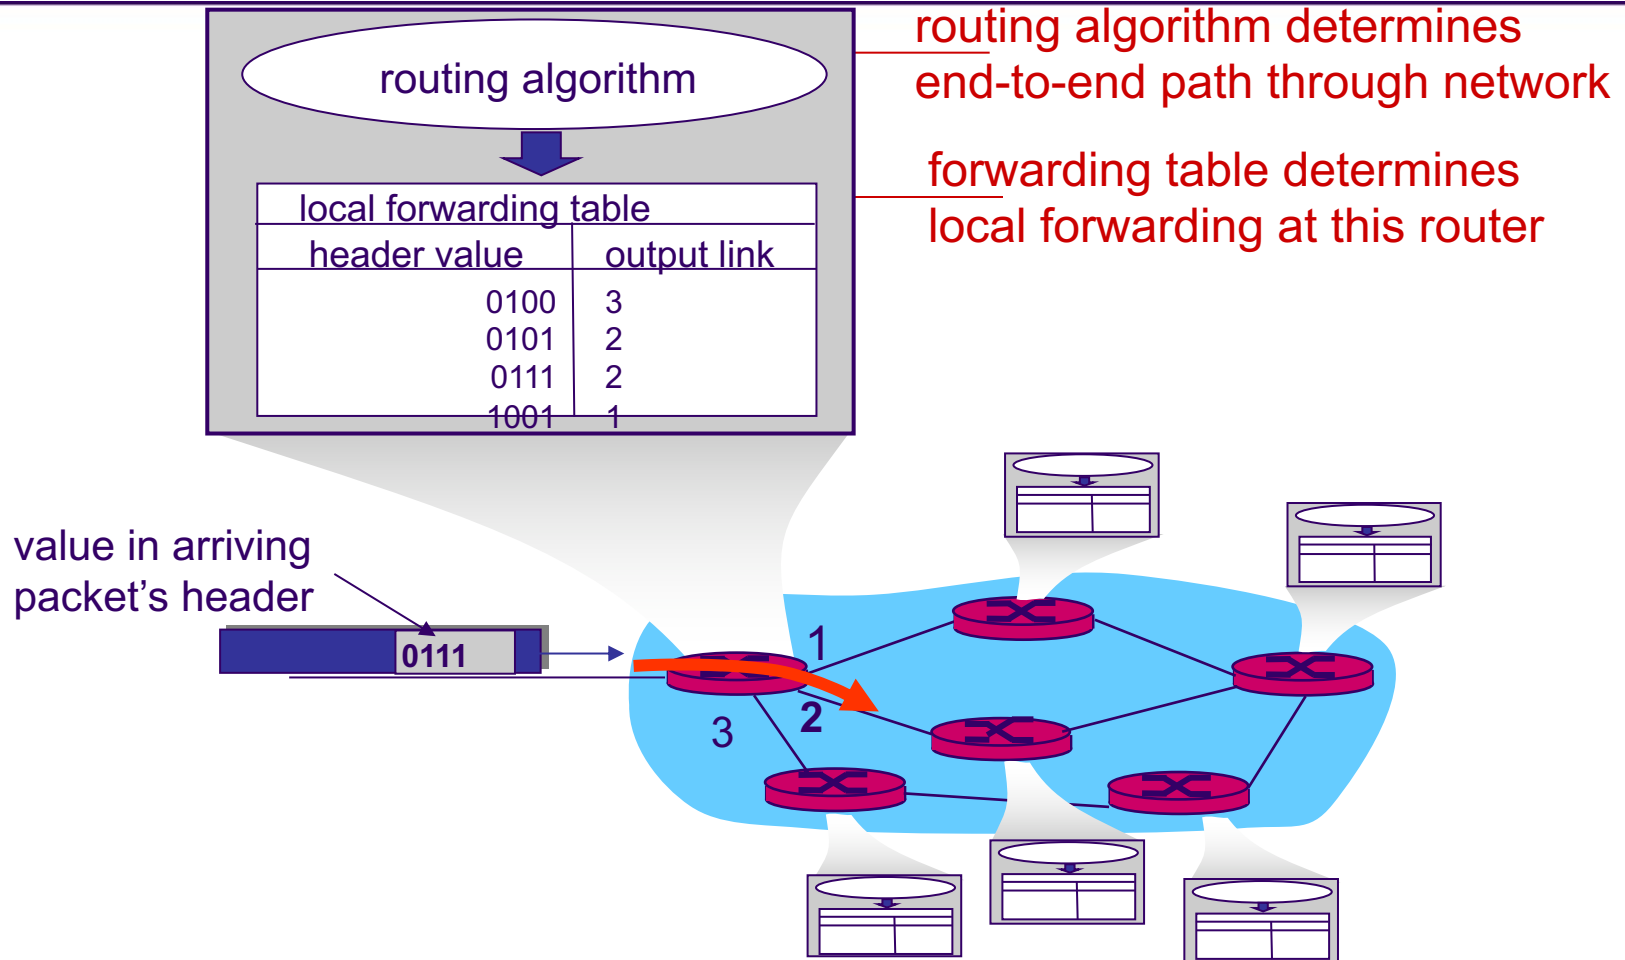 routing algorithm determines
end-to-end path through network
routing algorithm
forwarding table determines
local forwarding at this router
local forwarding table
header value output link
0100 3
0101 2
0111 2
1001 1
value in arriving
packet’s header
0111
1
2
3